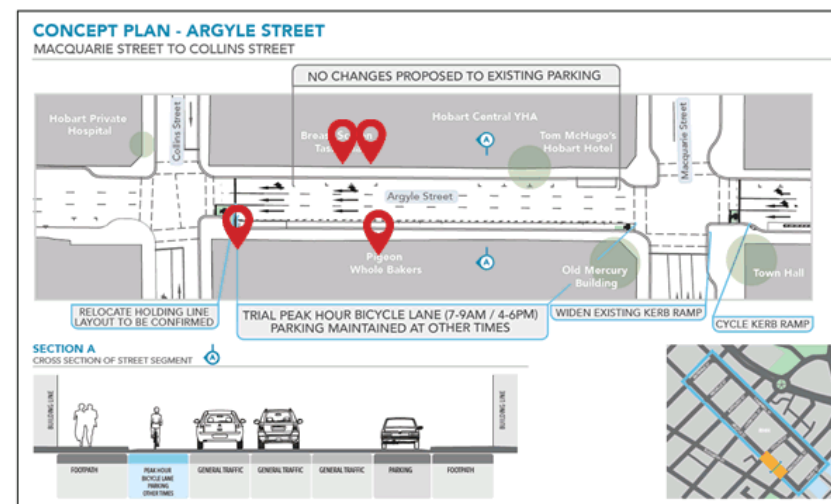 CONCEPT PLAN - ARGYLE STREET
MACQUARIE STREET TO COLLINS STREET
NO CHANGES PROPOSED TO EXISTING PARKING
Hobart Private
Hospital
Collins Street
Hobart Central YHA
A
Tom McHugo's
Hobart Hotel
Macquarie Street
Argyle Street
Pigeon
Whole Bakers
A
Old Mercury
Building
Town Hall
RELOCATE HOLDING LINE
LAYOUT TO BE CONFIRMED
TRIAL PEAK HOUR BICYCLE LANE (7-9AM / 4-6PM)
PARKING MAINTAINED AT OTHER TIMES
WIDEN EXISTING KERB RAMP
CYCLE KERB RAMP
SECTION A
CROSS SECTION OF STREET SEGMENT
A
BUILDING LINE
BUILDING LINE
FOOTPATH
PEAK HOUR
BICYCLE LANE
PARKING
OTHER TIMES
GENERAL TRAFFIC
GENERAL TRAFFIC
GENERAL TRAFFIC
PARKING
FOOTPATH